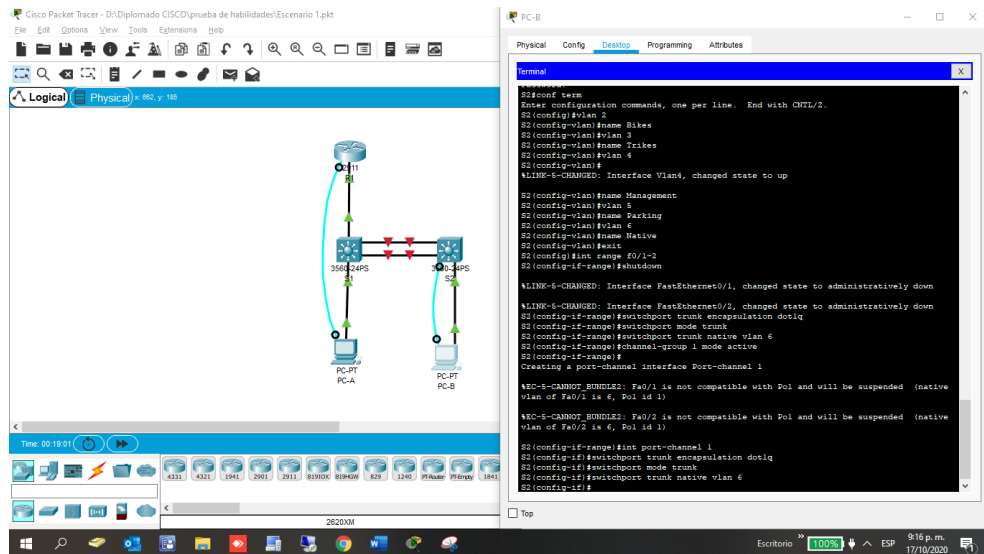 Cisco Packet Tracer - D:\Diplomado CISCO\prueba de habilidades\Escenario 1.pkt
File Edit Options View Tools Extensions Help
Logical Physical x: 662, y: 185
2911
R1
3560-24PS
S1
3560-24PS
S2
PC-PT
PC-A
PC-PT
PC-B
Time: 00:19:01
4331 4321 1941 2901 2911 819IOX 819HGW 829 1240 PT-Router PT-Empty 1841
2620XM
PC-B
Physical Config Desktop Programming Attributes
Terminal X
Password:
S2#conf term
Enter configuration commands, one per line. End with CNTL/Z.
S2(config)#vlan 2
S2(config-vlan)#name Bikes
S2(config-vlan)#vlan 3
S2(config-vlan)#name Trikes
S2(config-vlan)#vlan 4
S2(config-vlan)#
%LINK-5-CHANGED: Interface Vlan4, changed state to up
S2(config-vlan)#name Management
S2(config-vlan)#vlan 5
S2(config-vlan)#name Parking
S2(config-vlan)#vlan 6
S2(config-vlan)#name Native
S2(config-vlan)#exit
S2(config)#int range f0/1-2
S2(config-if-range)#shutdown
%LINK-5-CHANGED: Interface FastEthernet0/1, changed state to administratively down
%LINK-5-CHANGED: Interface FastEthernet0/2, changed state to administratively down
S2(config-if-range)#switchport trunk encapsulation dot1q
S2(config-if-range)#switchport mode trunk
S2(config-if-range)#switchport trunk native vlan 6
S2(config-if-range)#channel-group 1 mode active
S2(config-if-range)#
Creating a port-channel interface Port-channel 1
%EC-5-CANNOT_BUNDLE2: Fa0/1 is not compatible with Po1 and will be suspended (native
vlan of Fa0/1 is 6, Po1 id 1)
%EC-5-CANNOT_BUNDLE2: Fa0/2 is not compatible with Po1 and will be suspended (native
vlan of Fa0/2 is 6, Po1 id 1)
S2(config-if-range)#int port-channel 1
S2(config-if)#switchport trunk encapsulation dot1q
S2(config-if)#switchport mode trunk
S2(config-if)#switchport trunk native vlan 6
S2(config-if)#
Top
Escritorio » 100% ESP 9:16 p. m.
17/10/2020